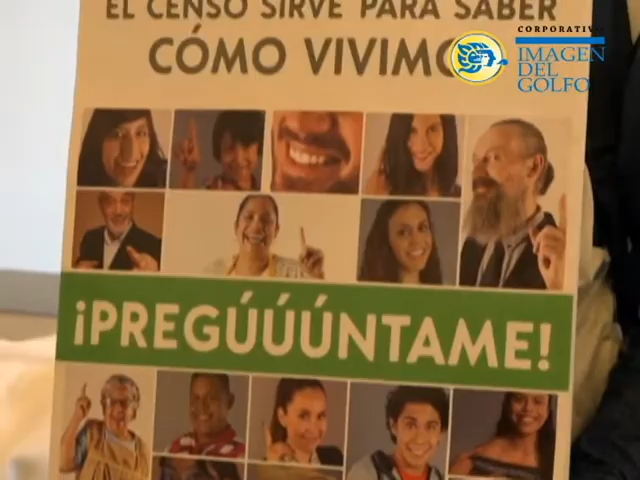 EL CENSO SIRVE PARA SABER
CÓMO VIVIMO
CORPORATIV
IMAGEN
DEL
GOLFO
¡PREGÚÚÚNTAME!